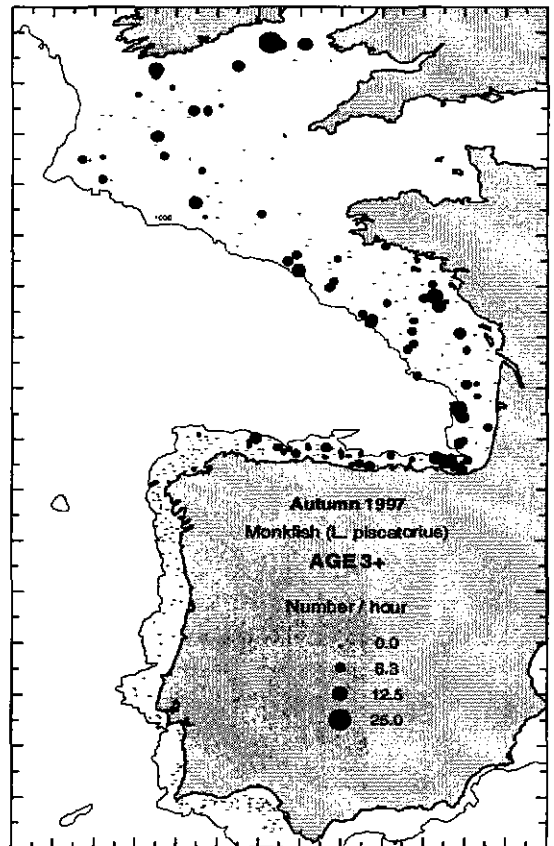 Autumn 1997
Monkfish (L. piscatorius)
AGE 3+
Number / hour
0.0
6.3
12.5
25.0